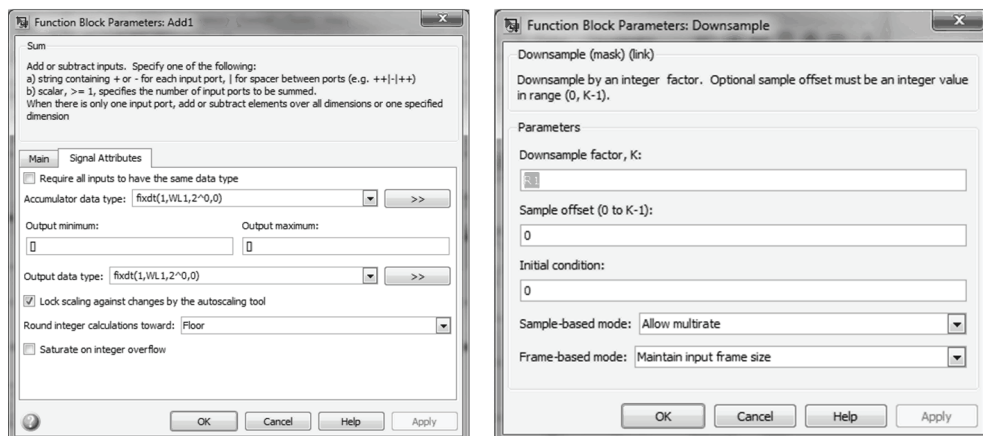 Function Block Parameters: Add1
Sum
Add or subtract inputs. Specify one of the following:
a) string containing + or - for each input port, | for spacer between ports (e.g. ++|-|++)
b) scalar, >= 1, specifies the number of input ports to be summed.
When there is only one input port, add or subtract elements over all dimensions or one specified
dimension
Main Signal Attributes
Require all inputs to have the same data type
Accumulator data type: fixdt(1,WL1,2^0,0) >>
Output minimum: Output maximum:
[] []
Output data type: fixdt(1,WL1,2^0,0) >>
Lock scaling against changes by the autoscaling tool
Round integer calculations toward: Floor
Saturate on integer overflow
OK Cancel Help Apply
Function Block Parameters: Downsample
Downsample (mask) (link)
Downsample by an integer factor. Optional sample offset must be an integer value
in range (0, K-1).
Parameters
Downsample factor, K:
R1
Sample offset (0 to K-1):
0
Initial condition:
0
Sample-based mode: Allow multirate
Frame-based mode: Maintain input frame size
OK Cancel Help Apply